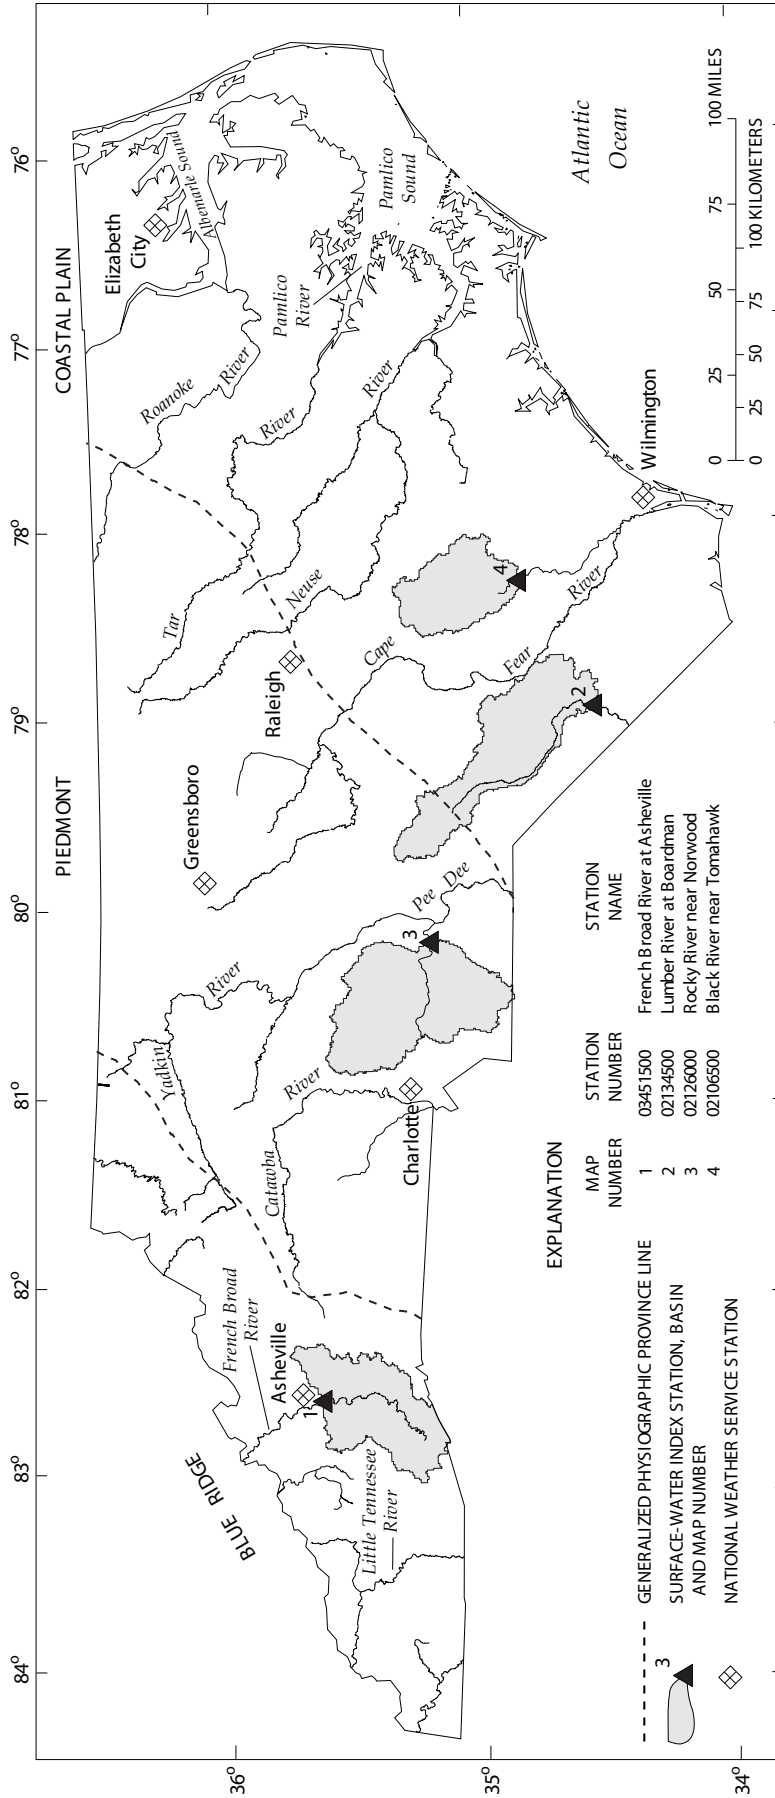 84°
83°
82°
81°
80°
79°
78°
77°
76°
36°
35°
34°
BLUE RIDGE
PIEDMONT
COASTAL PLAIN
French Broad
River
Asheville
1
Little Tennessee
River
Yadkin
River
Catawba
River
Charlotte
3
Pee Dee
Greensboro
Raleigh
Tar
River
Neuse
River
Cape
Fear
River
2
4
Roanoke
River
Elizabeth
City
Albemarle Sound
Pamlico
River
Pamlico
Sound
Wilmington
Atlantic
Ocean
0 25 50 75 100 MILES
0 25 50 75 100 KILOMETERS
EXPLANATION
GENERALIZED PHYSIOGRAPHIC PROVINCE LINE
3
SURFACE-WATER INDEX STATION, BASIN
AND MAP NUMBER
NATIONAL WEATHER SERVICE STATION
MAP
NUMBER
STATION
NUMBER
STATION
NAME
1 03451500 French Broad River at Asheville
2 02134500 Lumber River at Boardman
3 02126000 Rocky River near Norwood
4 02106500 Black River near Tomahawk